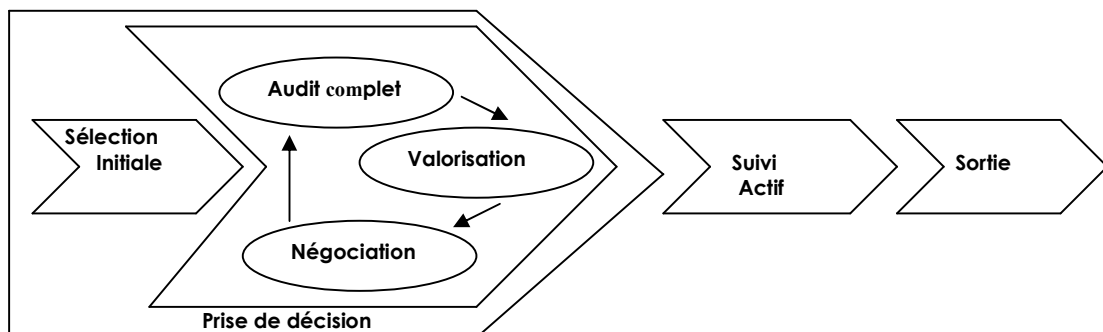 Audit complet
Sélection
Initiale
Valorisation
Suivi
Actif
Sortie
Négociation
Prise de décision